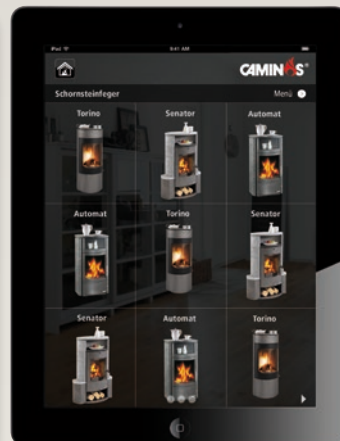 iPad 9:41 AM
CAMINOS®
Schornsteinfeger Menü
Torino Senator Automat
Automat Torino Senator
Senator Automat Torino